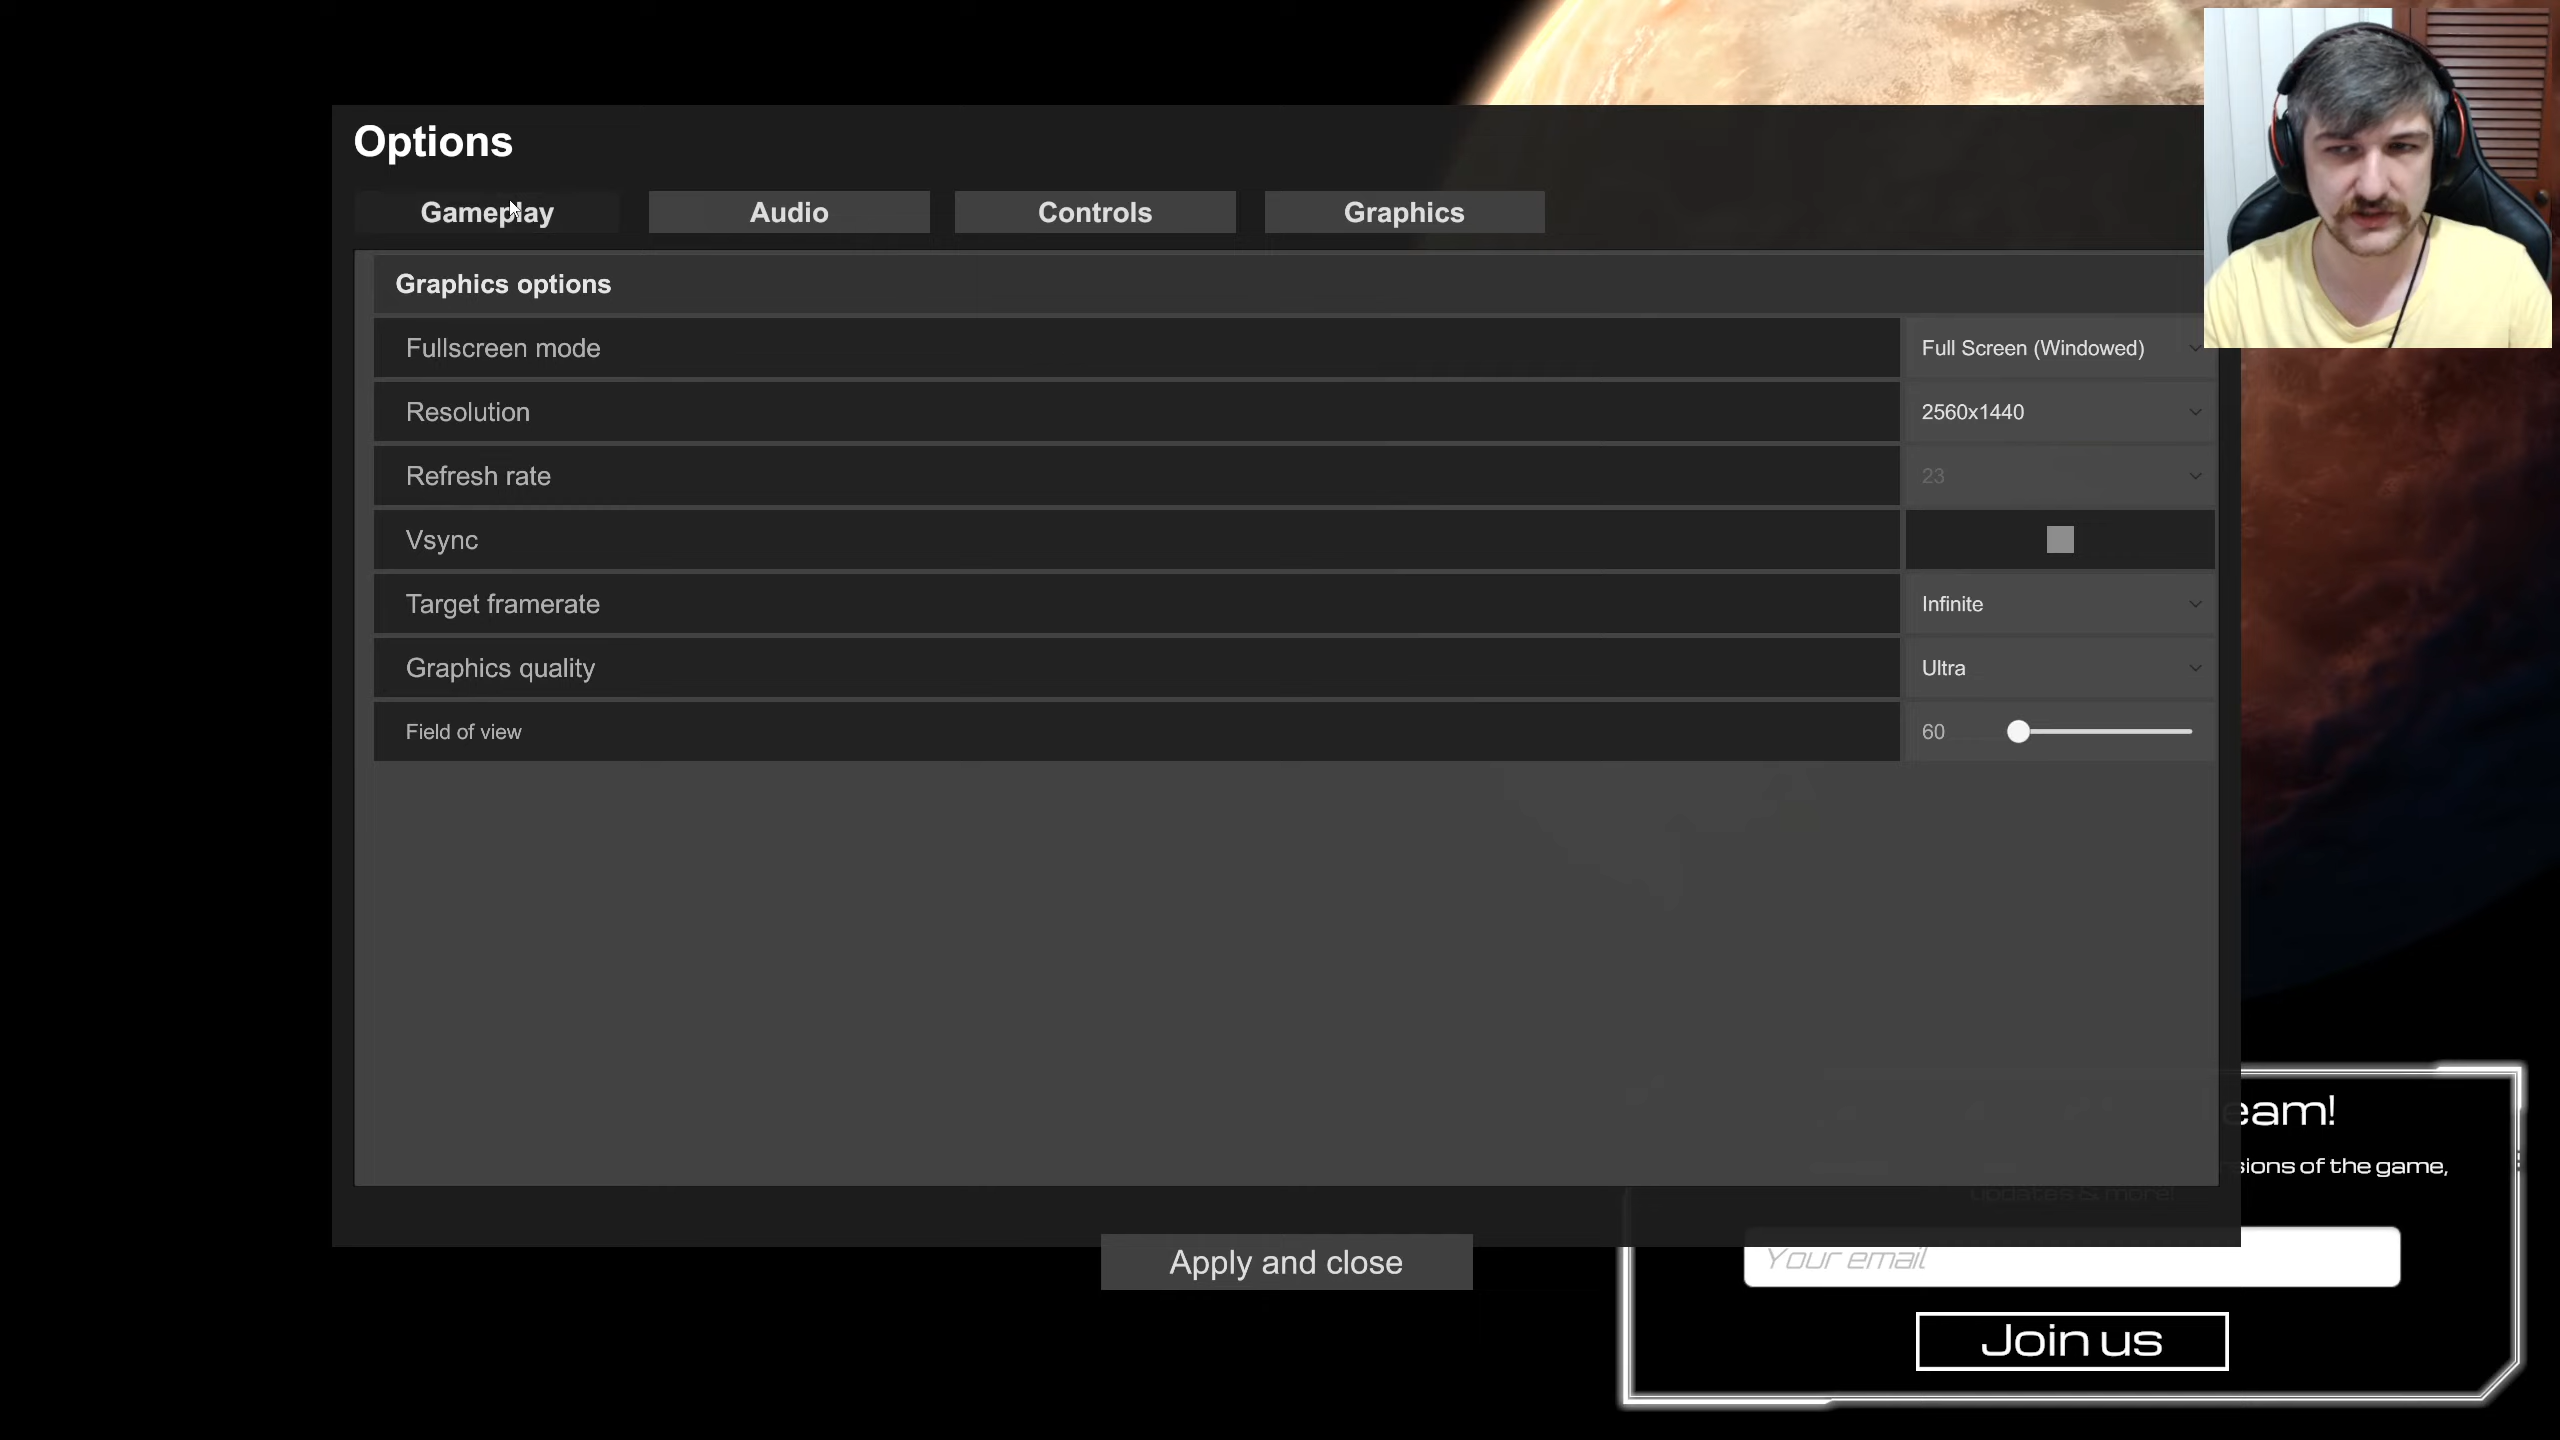 Options
Gameplay
Audio
Controls
Graphics
Graphics options
Fullscreen mode
Full Screen (Windowed)
Resolution
2560x1440
Refresh rate
23
Vsync
Target framerate
Infinite
Graphics quality
Ultra
Field of view
60
eam!
sions of the game,
updates & more!
Your email
Apply and close
Join us